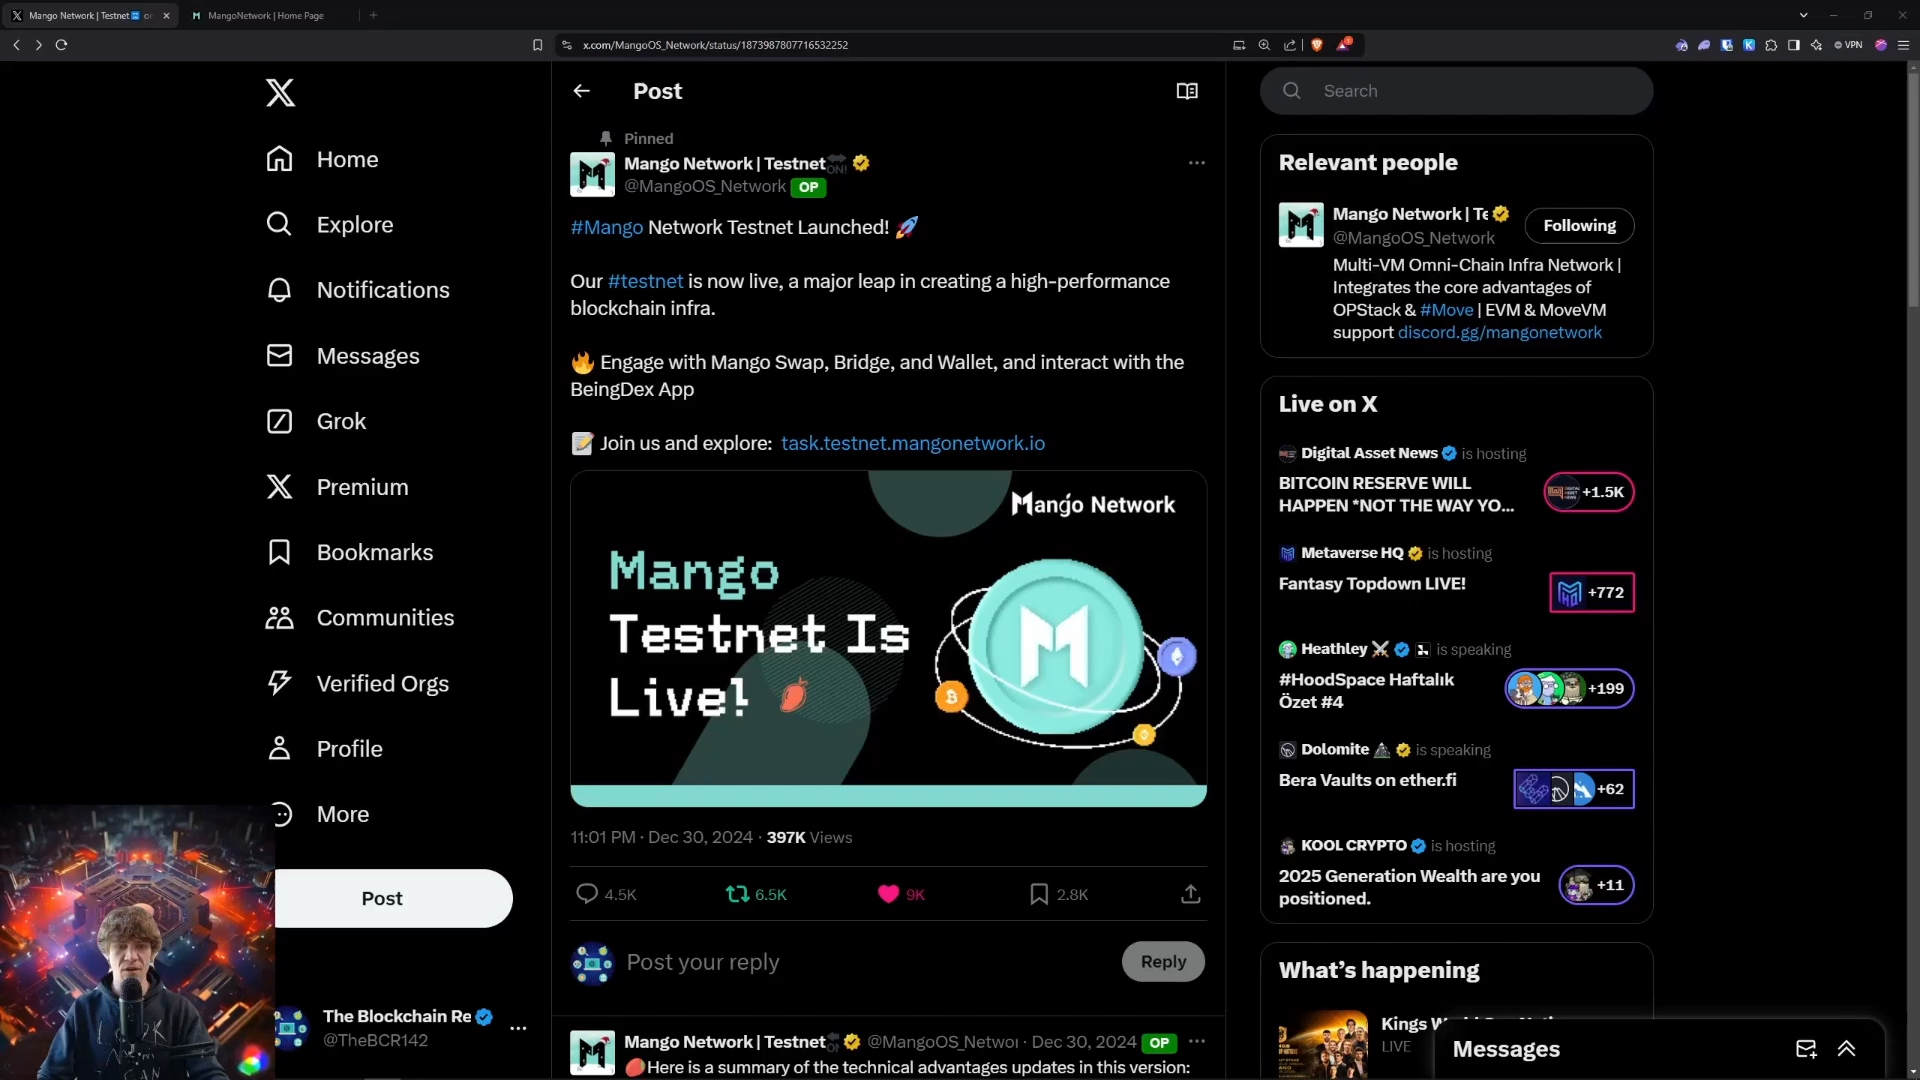 Mango Network | Testnet
MangoNetwork | Home Page
x.com/MangoOS_Network/status/1873987807716532252
VPN
Post
Search
Home
Explore
Notifications
Messages
Grok
Premium
Bookmarks
Communities
Verified Orgs
Profile
More
Post
The Blockchain Re
@TheBCR142
Pinned
Mango Network | Testnet ON!
@MangoOS_Network OP
#Mango Network Testnet Launched! 🚀
Our #testnet is now live, a major leap in creating a high-performance
blockchain infra.
🔥 Engage with Mango Swap, Bridge, and Wallet, and interact with the
BeingDex App
📝 Join us and explore: task.testnet.mangonetwork.io
Mango Network
Mango
Testnet Is
Live!
11:01 PM · Dec 30, 2024 · 397K Views
4.5K 6.5K 9K 2.8K
Post your reply
Reply
Mango Network | Testnet @MangoOS_Networ · Dec 30, 2024 OP
🥭Here is a summary of the technical advantages updates in this version:
Relevant people
Mango Network | Te
@MangoOS_Network
Following
Multi-VM Omni-Chain Infra Network |
Integrates the core advantages of
OPStack & #Move | EVM & MoveVM
support discord.gg/mangonetwork
Live on X
Digital Asset News is hosting
BITCOIN RESERVE WILL
HAPPEN *NOT THE WAY YO...
+1.5K
Metaverse HQ is hosting
Fantasy Topdown LIVE!
+772
Heathley ⚔️ is speaking
#HoodSpace Haftalık
Özet #4
+199
Dolomite is speaking
Bera Vaults on ether.fi
+62
KOOL CRYPTO is hosting
2025 Generation Wealth are you
positioned.
+11
What's happening
LIVE
Messages